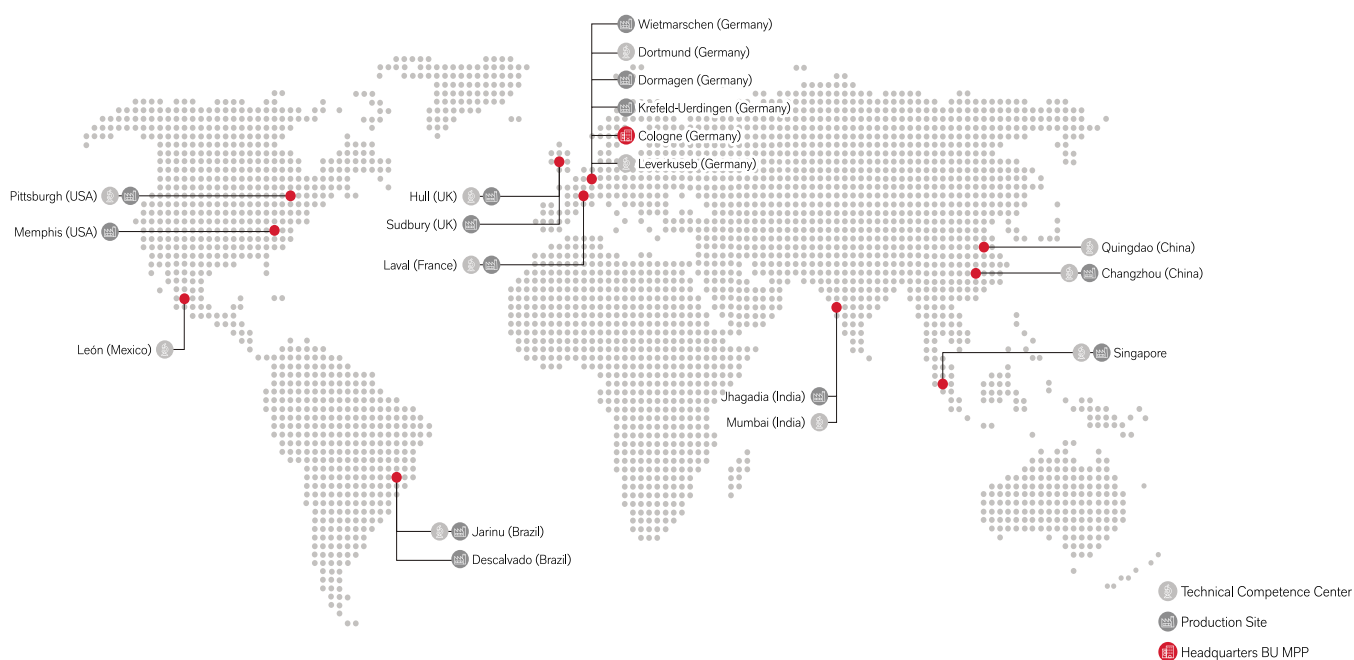 Wietmarschen (Germany)
Dortmund (Germany)
Dormagen (Germany)
Krefeld-Uerdingen (Germany)
Cologne (Germany)
Leverkuseb (Germany)
Pittsburgh (USA)
Memphis (USA)
León (Mexico)
Hull (UK)
Sudbury (UK)
Laval (France)
Quingdao (China)
Changzhou (China)
Singapore
Jhagadia (India)
Mumbai (India)
Jarinu (Brazil)
Descalvado (Brazil)
Technical Competence Center
Production Site
Headquarters BU MPP